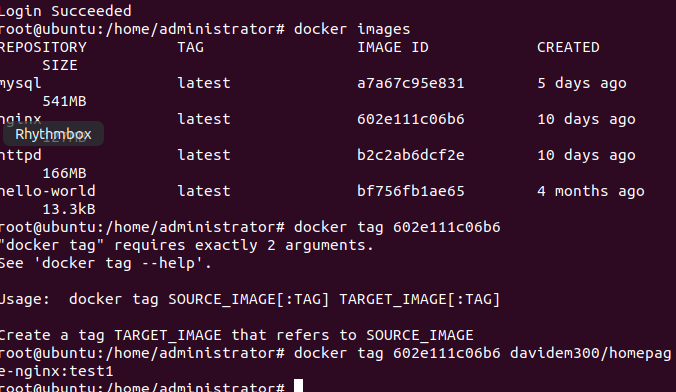 Login Succeeded
root@ubuntu:/home/administrator# docker images
REPOSITORY TAG IMAGE ID CREATED
SIZE
mysql latest a7a67c95e831 5 days ago
541MB
nginx latest 602e111c06b6 10 days ago
Rhythmbox
httpd latest b2c2ab6dcf2e 10 days ago
166MB
hello-world latest bf756fb1ae65 4 months ago
13.3kB
root@ubuntu:/home/administrator# docker tag 602e111c06b6
"docker tag" requires exactly 2 arguments.
See 'docker tag --help'.
Usage:  docker tag SOURCE_IMAGE[:TAG] TARGET_IMAGE[:TAG]
Create a tag TARGET_IMAGE that refers to SOURCE_IMAGE
root@ubuntu:/home/administrator# docker tag 602e111c06b6 davidem300/homepag
e-nginx:test1
root@ubuntu:/home/administrator#